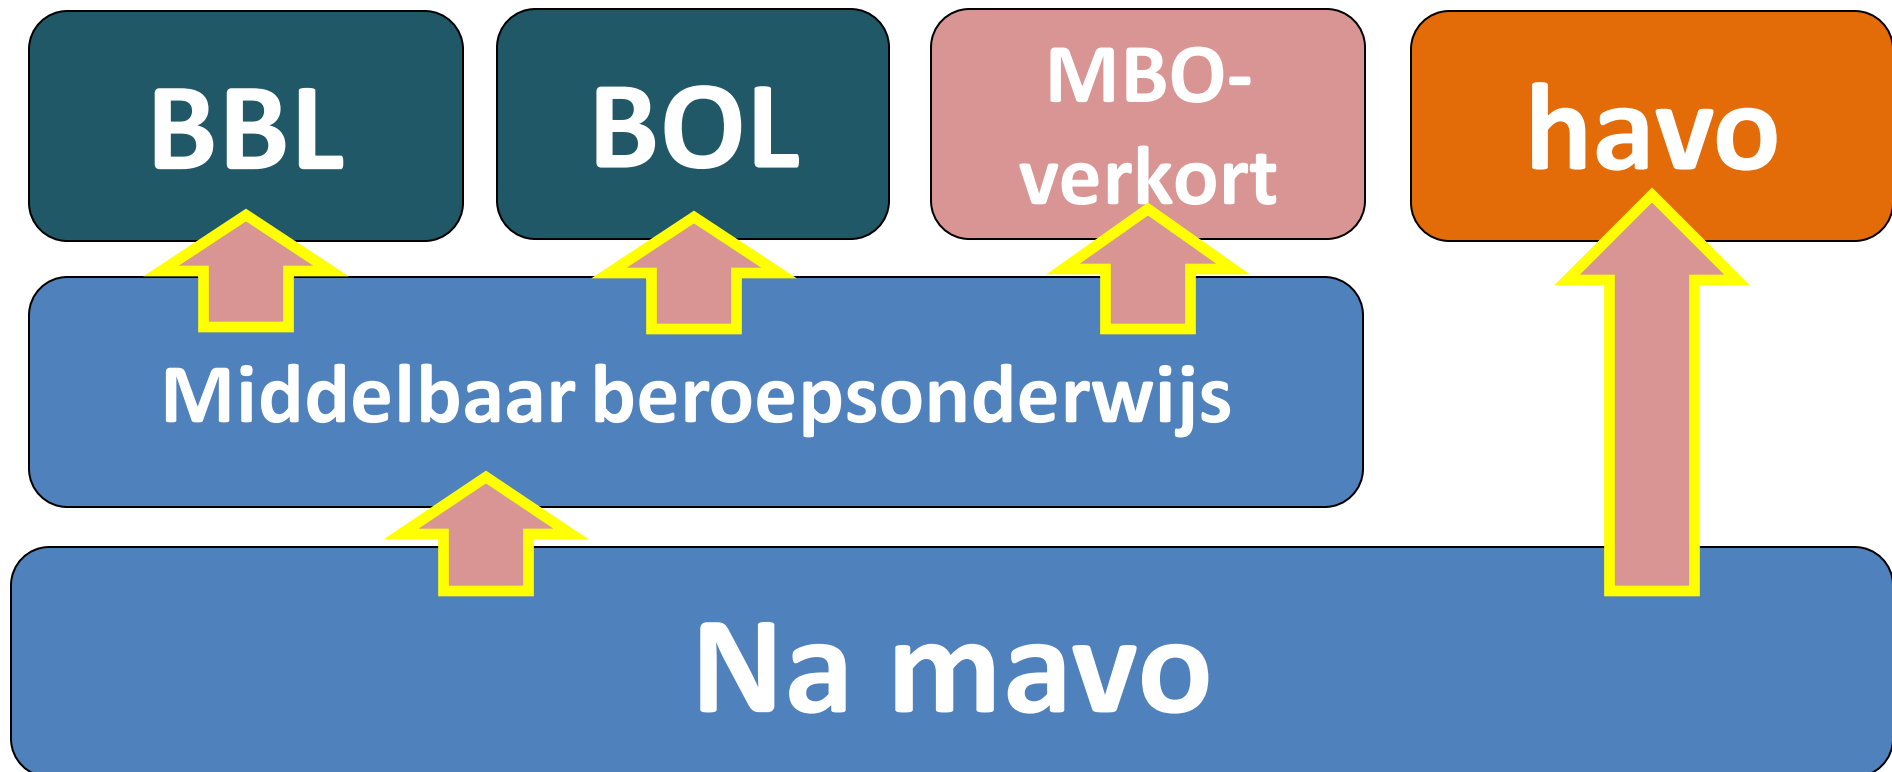 BBL
BOL
MBO-
verkort
havo
Middelbaar beroepsonderwijs
Na mavo